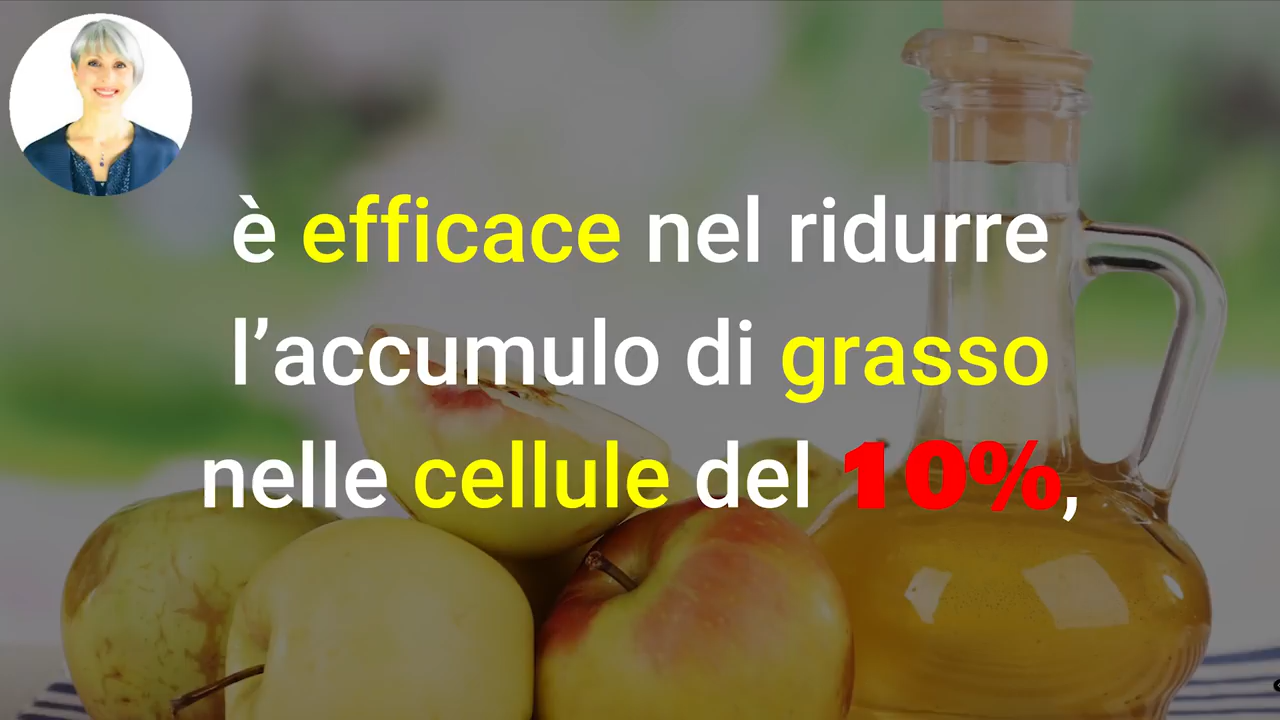 è efficace nel ridurre
l’accumulo di grasso
nelle cellule del 10%,